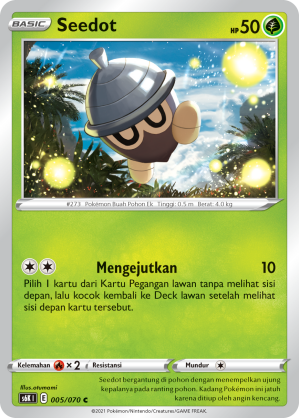 BASIC Seedot HP 50
#273 Pokémon Buah Pohon Ek Tinggi: 0.5 m Berat: 4.0 kg
Mengejutkan 10
Pilih 1 kartu dari Kartu Pegangan lawan tanpa melihat sisi
depan, lalu kocok kembali ke Deck lawan setelah melihat
sisi depan kartu tersebut.
Kelemahan × 2 Resistansi Mundur
Illus. otumami
s6K I E 005/070 C
Seedot bergantung di pohon dengan menempelkan ujung
kepalanya pada ranting pohon. Kadang Pokémon ini jatuh
karena ditiup oleh angin kencang.
©2021 Pokémon/Nintendo/Creatures/GAME FREAK.